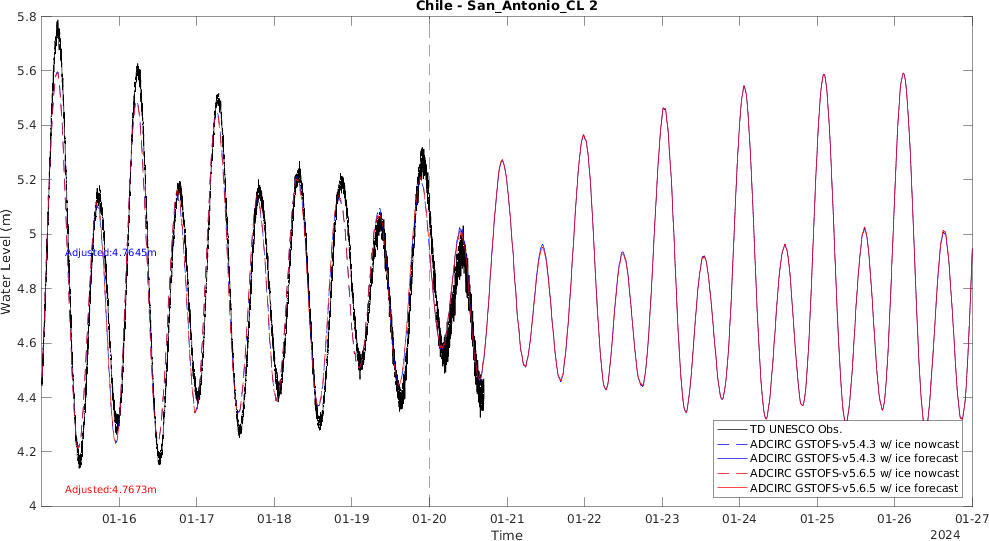 Chile - San_Antonio_CL 2
Water Level (m)
5.8
5.6
5.4
5.2
5
4.8
4.6
4.4
4.2
4
Adjusted:4.7645m
Adjusted:4.7673m
TD UNESCO Obs.
ADCIRC GSTOFS-v5.4.3 w/ ice nowcast
ADCIRC GSTOFS-v5.4.3 w/ ice forecast
ADCIRC GSTOFS-v5.6.5 w/ ice nowcast
ADCIRC GSTOFS-v5.6.5 w/ ice forecast
01-16 01-17 01-18 01-19 01-20 01-21 01-22 01-23 01-24 01-25 01-26 01-27
Time
2024